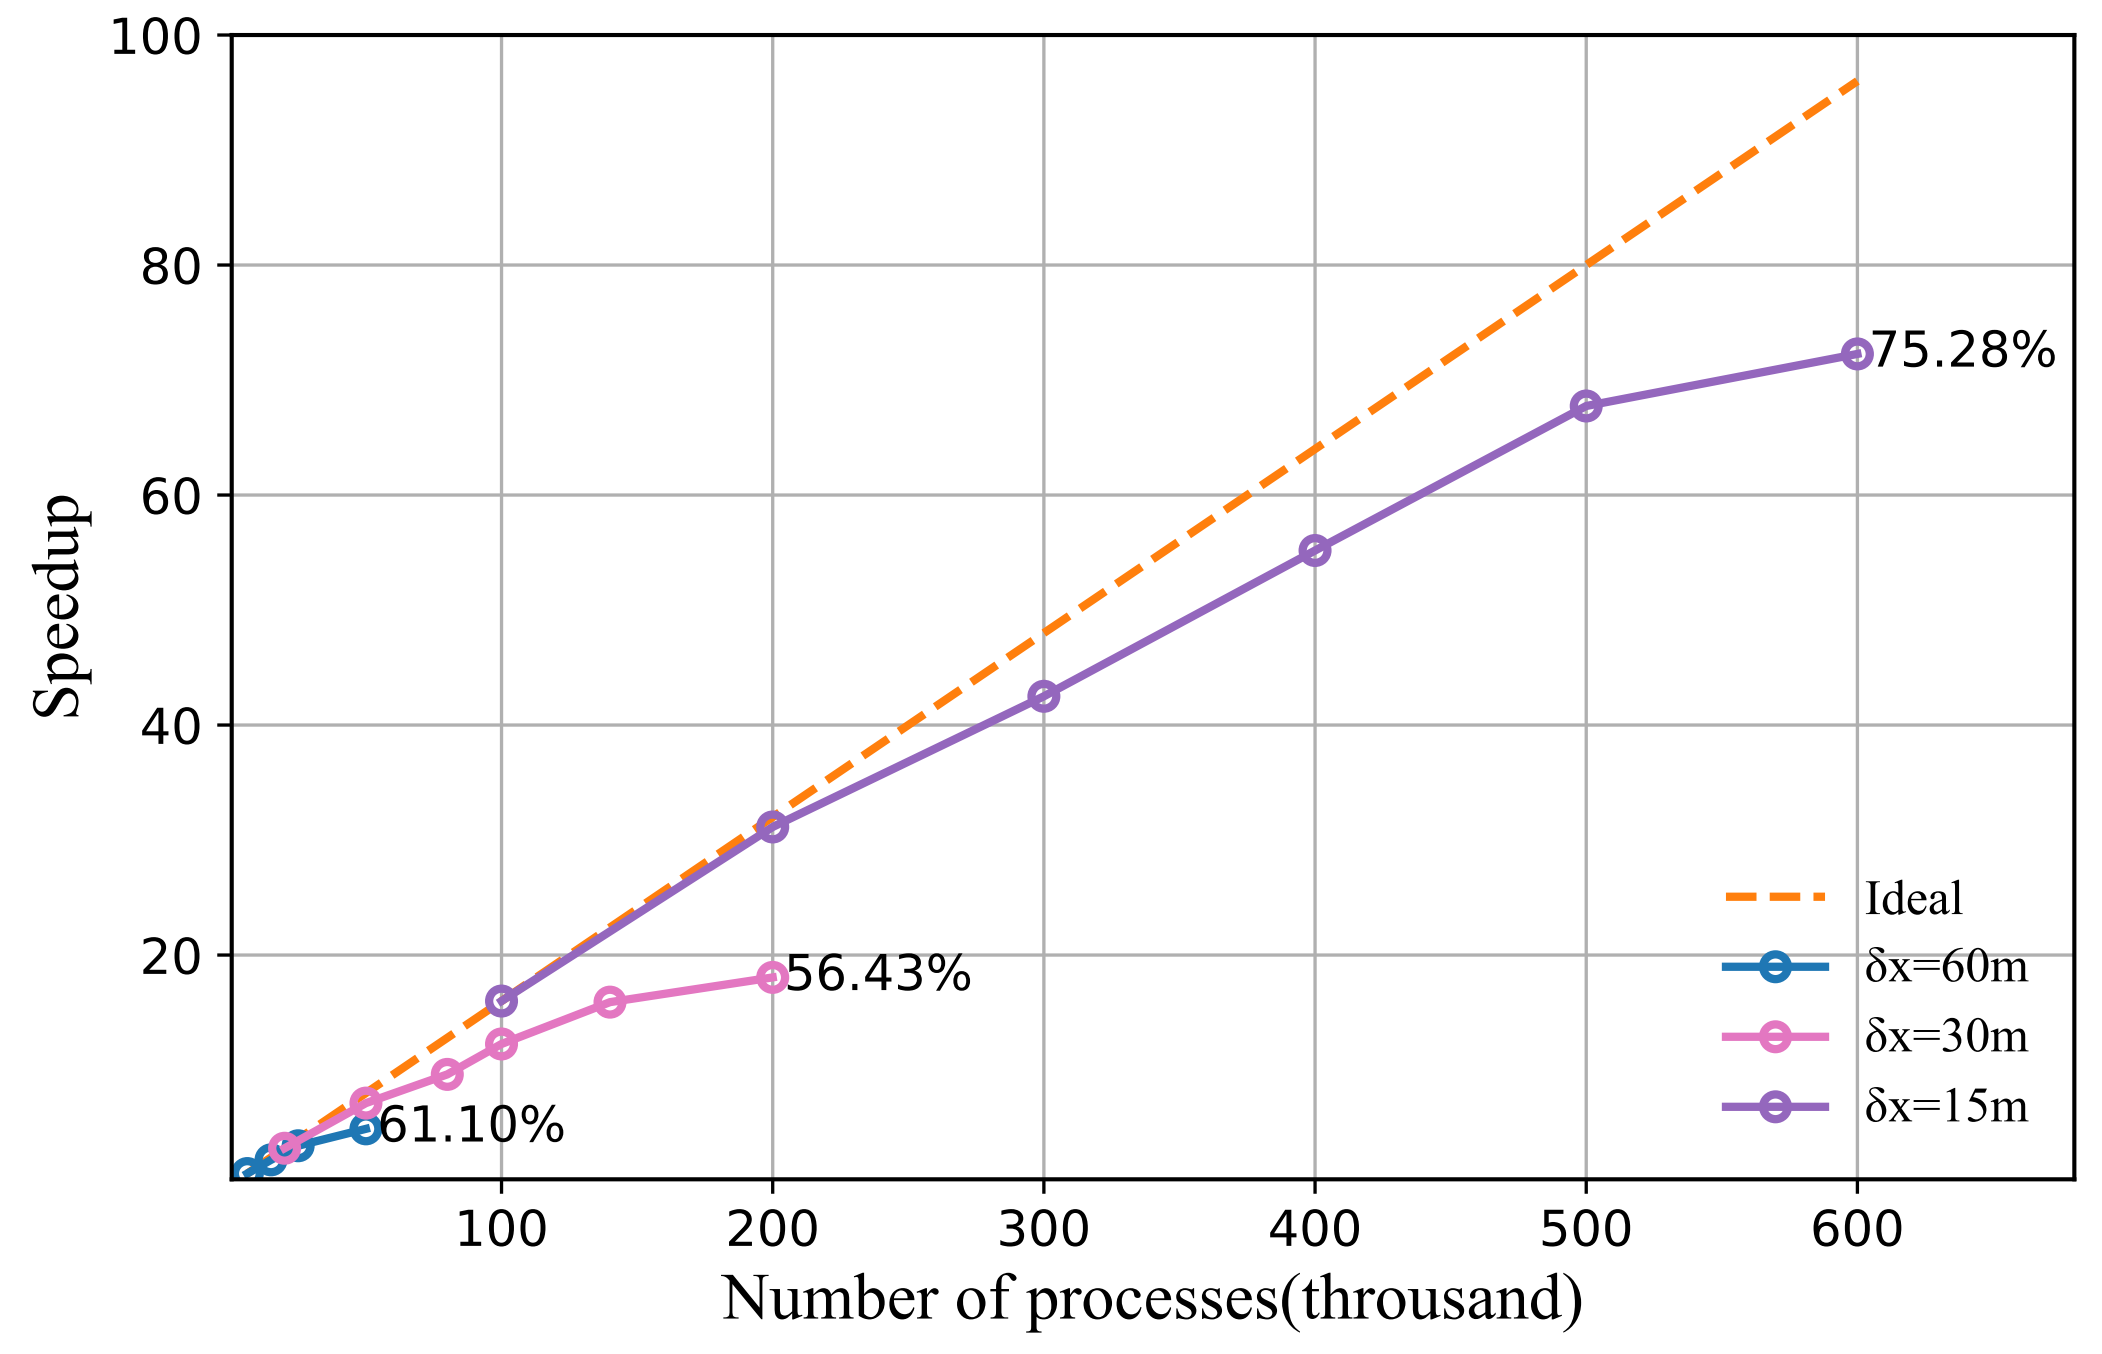 100
80
60
40
20
Speedup
75.28%
56.43%
61.10%
Ideal
δx=60m
δx=30m
δx=15m
100 200 300 400 500 600
Number of processes(throusand)